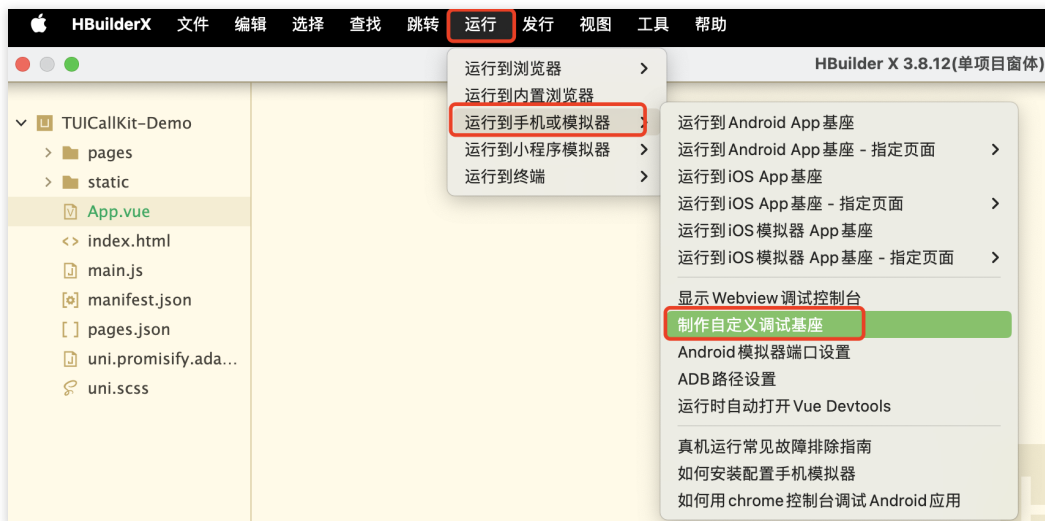 HBuilderX 文件 编辑 选择 查找 跳转 运行 发行 视图 工具 帮助
HBuilder X 3.8.12(单项目窗体)
TUICallKit-Demo
pages
static
App.vue
index.html
main.js
manifest.json
pages.json
uni.promisify.ada...
uni.scss
运行到浏览器
运行到内置浏览器
运行到手机或模拟器
运行到小程序模拟器
运行到终端
运行到Android App基座
运行到Android App基座 - 指定页面
运行到iOS App基座
运行到iOS App基座 - 指定页面
运行到iOS模拟器 App基座
运行到iOS模拟器 App基座 - 指定页面
显示Webview调试控制台
制作自定义调试基座
Android模拟器端口设置
ADB路径设置
运行时自动打开Vue Devtools
真机运行常见故障排除指南
如何安装配置手机模拟器
如何用chrome控制台调试Android应用